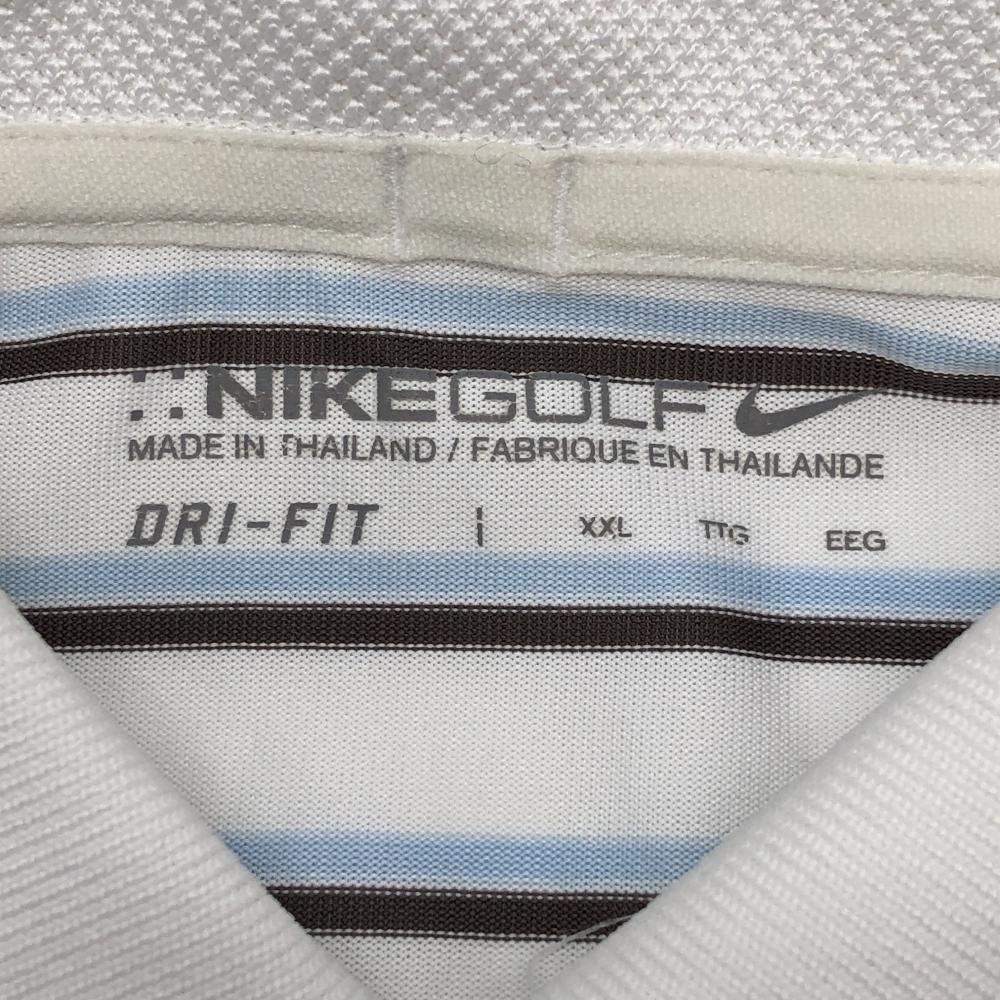 NIKEGOLF
MADE IN THAILAND / FABRIQUE EN THAILANDE
DRI-FIT | XXL TTG EEG